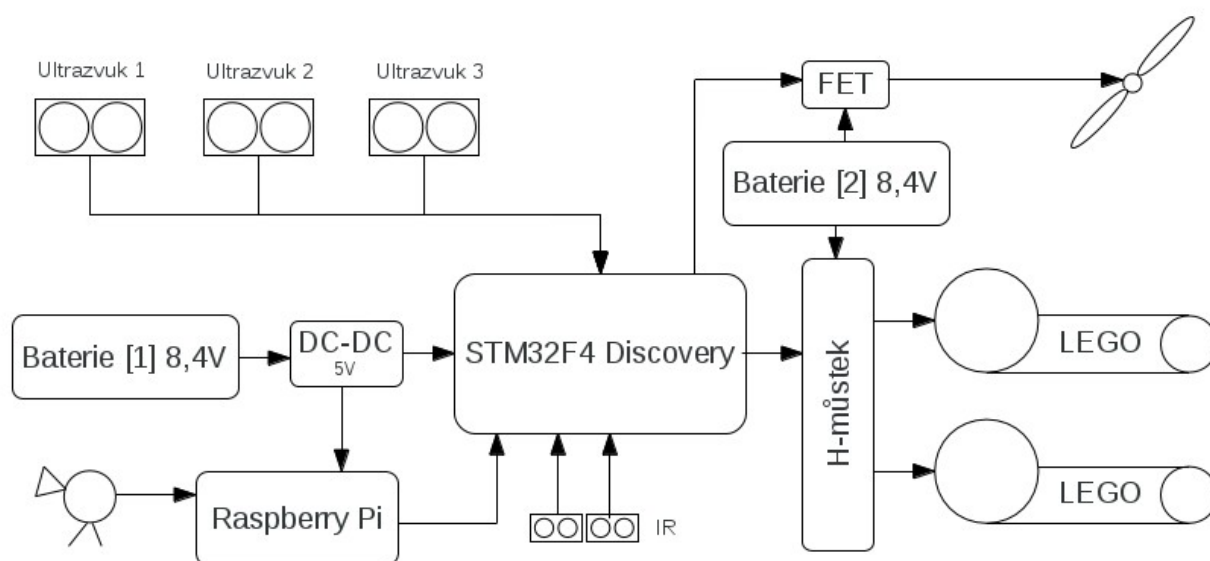 Ultrazvuk 1
Ultrazvuk 2
Ultrazvuk 3
FET
Baterie [2] 8,4V
Baterie [1] 8,4V
DC-DC
5V
STM32F4 Discovery
H-můstek
LEGO
LEGO
Raspberry Pi
IR